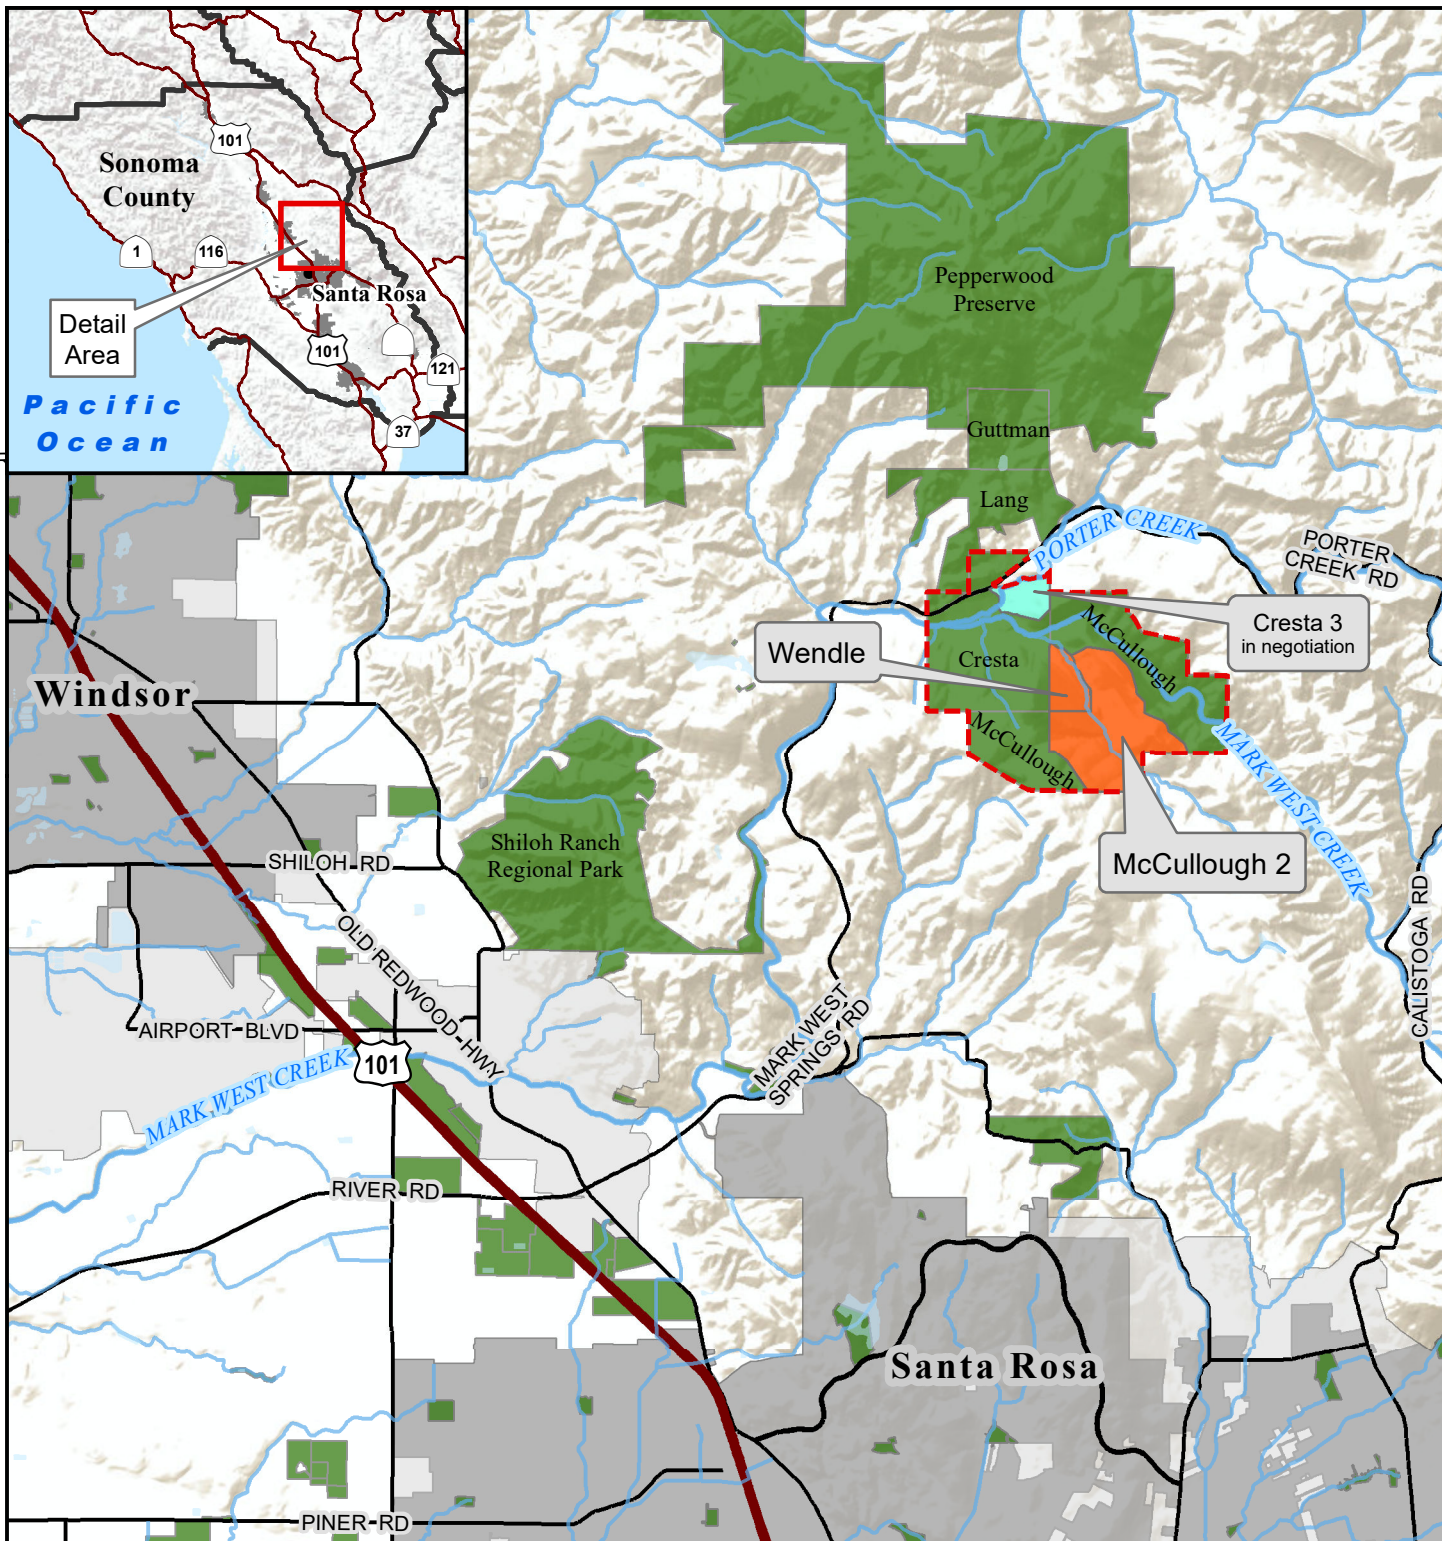 101
Sonoma
County
1
116
Santa Rosa
Detail
Area
101
121
37
Pacific
Ocean
Pepperwood
Preserve
Guttman
Lang
PORTER CREEK
PORTER
CREEK RD
Cresta 3
in negotiation
Wendle
Cresta
McCullough
McCullough
Windsor
MARK WEST CREEK
McCullough 2
Shiloh Ranch
Regional Park
SHILOH RD
OLD REDWOOD HWY
CALISTOGA RD
AIRPORT BLVD
MARK WEST
SPRINGS RD
101
MARK WEST CREEK
RIVER RD
Santa Rosa
PINER RD